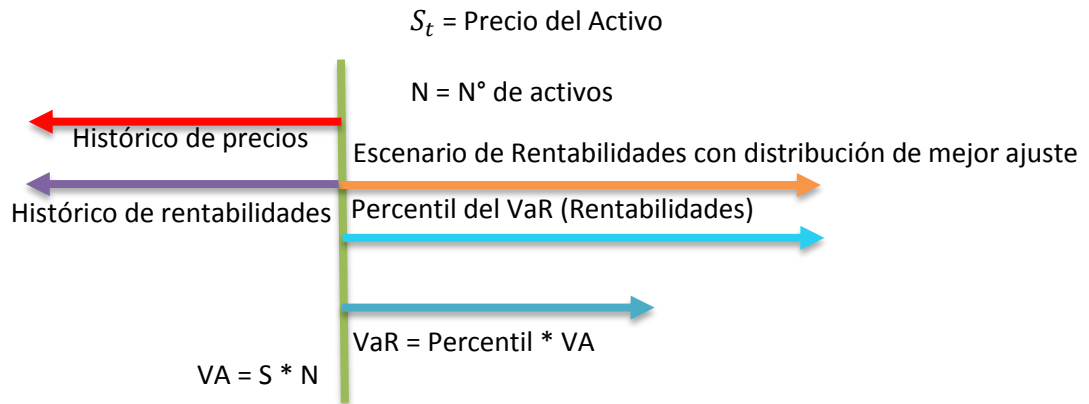 S_t = Precio del Activo
N = N° de activos
Histórico de precios
Escenario de Rentabilidades con distribución de mejor ajuste
Histórico de rentabilidades
Percentil del VaR (Rentabilidades)
VaR = Percentil * VA
VA = S * N